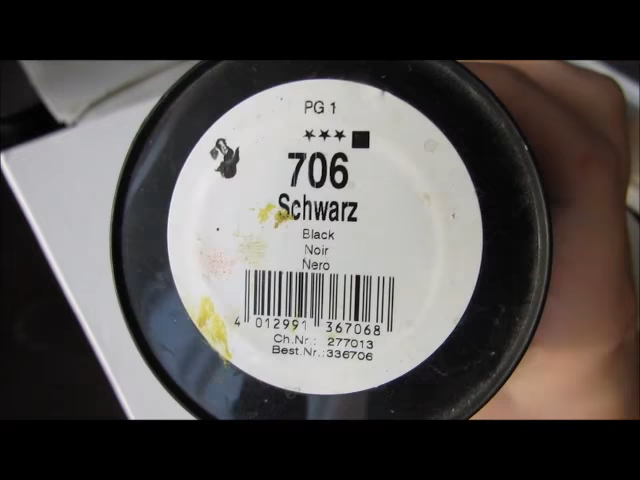 PG 1
★★★■
706
Schwarz
Black
Noir
Nero
4 012991 367068
Ch.Nr.: 277013
Best.Nr.:336706